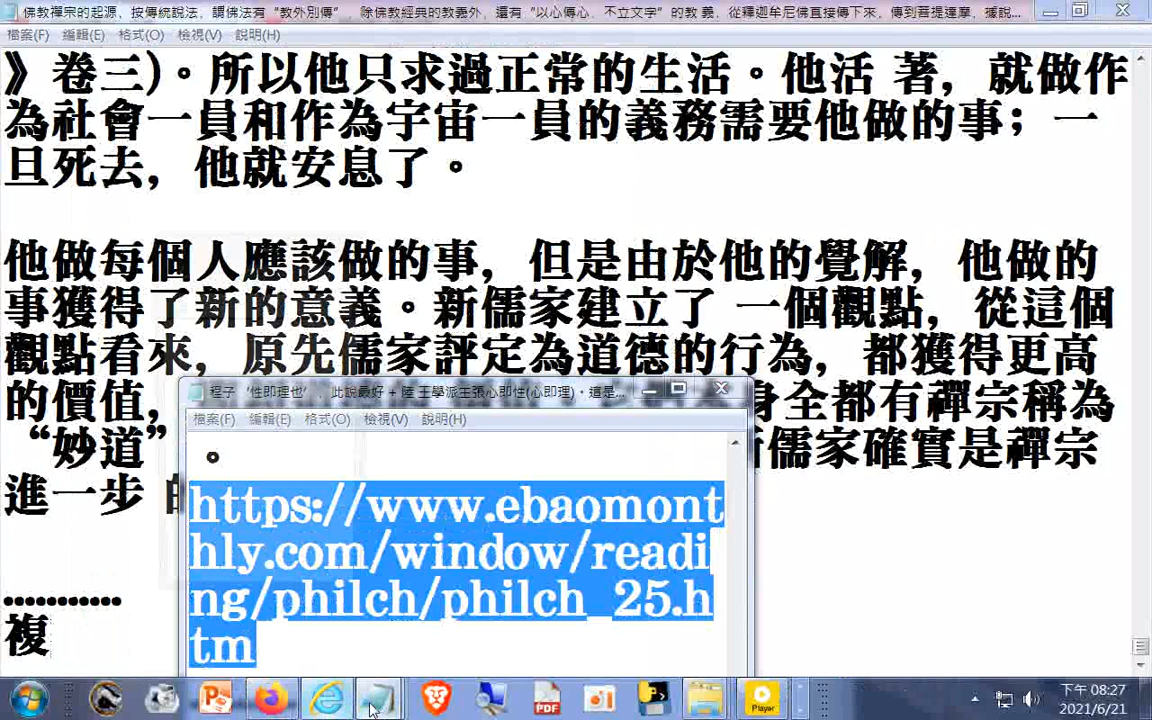 佛教禪宗的起源、按傳統說法，謂佛法有“教外別傳”　除佛教經典的教義外，還有“以心傳心，不立文字”的教 義，從釋迦牟尼佛直接傳下來，傳到菩提達摩，據說...
檔案(F) 編輯(E) 格式(O) 檢視(V) 說明(H)
》卷三)。所以他只求過正常的生活。他活 著，就做作
為社會一員和作為宇宙一員的義務需要他做的事；一
旦死去，他就安息了。
他做每個人應該做的事，但是由於他的覺解，他做的
事獲得了新的意義。新儒家建立了 一個觀點，從這個
觀點看來，原先儒家評定為道德的行為，都獲得更高
的價值，
身全都有禪宗稱為
“妙道”
新儒家確實是禪宗
進一步 的
...........
複
程子 ‘性即理也’，此說最好 + 陸 王學派主張心即性(心即理)。這是...
檔案(F) 編輯(E) 格式(O) 檢視(V) 說明(H)
。
https://www.ebaomont
hly.com/window/readi
ng/philch/philch_25.h
tm
PDF
Player
下午 08:27
2021/6/21